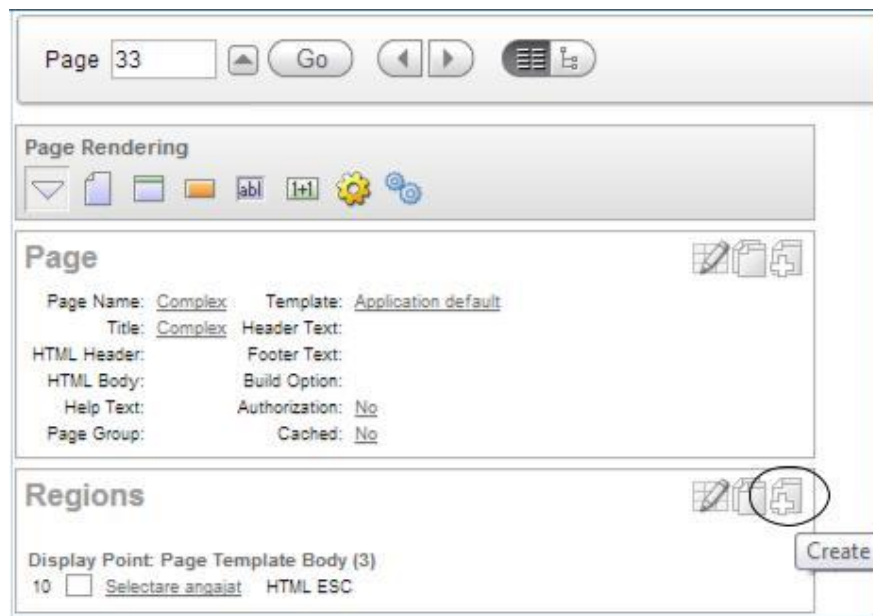 Page 33 Go
Page Rendering
abl 1+1
Page
Page Name: Complex Template: Application default
Title: Complex Header Text:
HTML Header: Footer Text:
HTML Body: Build Option:
Help Text: Authorization: No
Page Group: Cached: No
Regions
Create
Display Point: Page Template Body (3)
10 Selectare angajat HTML ESC